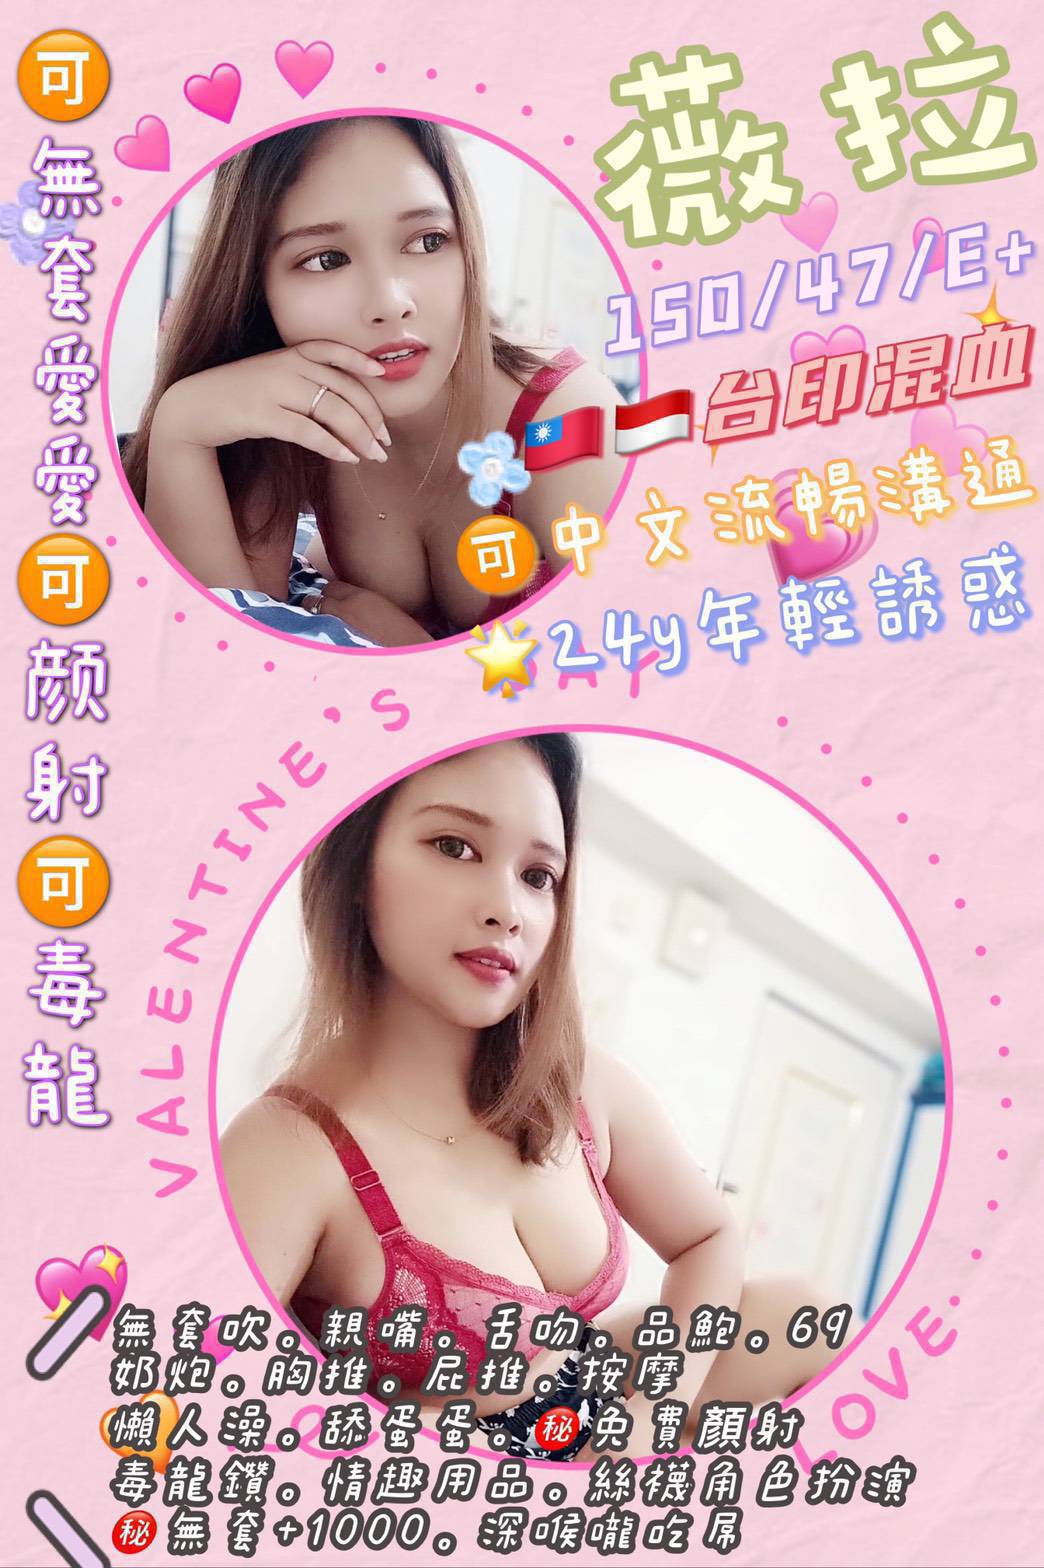 薇拉
150/47/E+
台印混血
可中文流暢溝通
24y年輕誘惑
可無套愛愛可顏射可毒龍
VALENTINE'S DAY
LOVE
無套吹。親嘴。舌吻。品鮑。69
奶炮。胸推。屁推。按摩
懶人澡。舔蛋蛋。㊙免費顏射
毒龍鑽。情趣用品。絲襪角色扮演
㊙無套+1000。深喉嚨吃屌